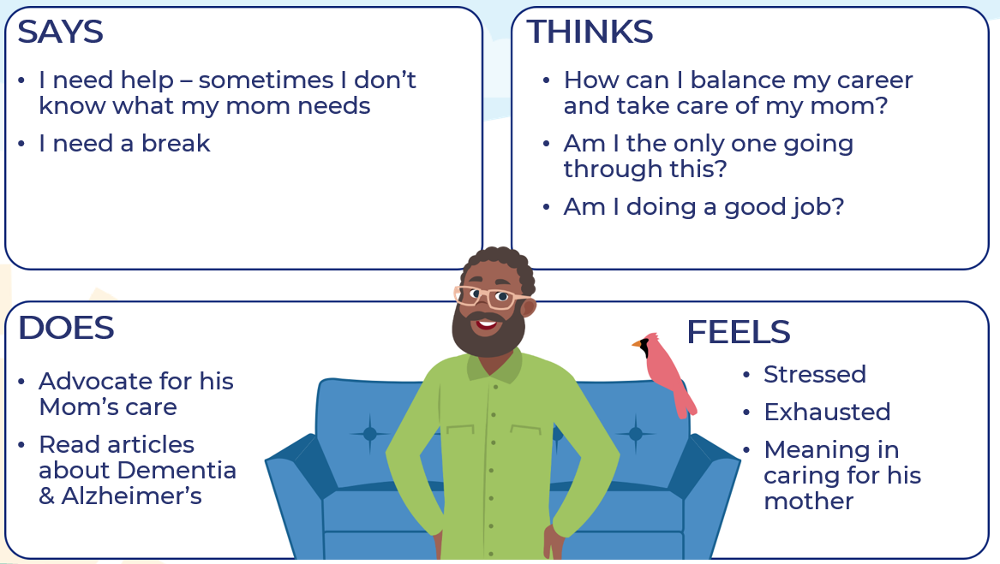 SAYS
• I need help – sometimes I don’t
know what my mom needs
• I need a break
THINKS
• How can I balance my career
and take care of my mom?
• Am I the only one going
through this?
• Am I doing a good job?
DOES
• Advocate for his
Mom’s care
• Read articles
about Dementia
& Alzheimer’s
FEELS
• Stressed
• Exhausted
• Meaning in
caring for his
mother